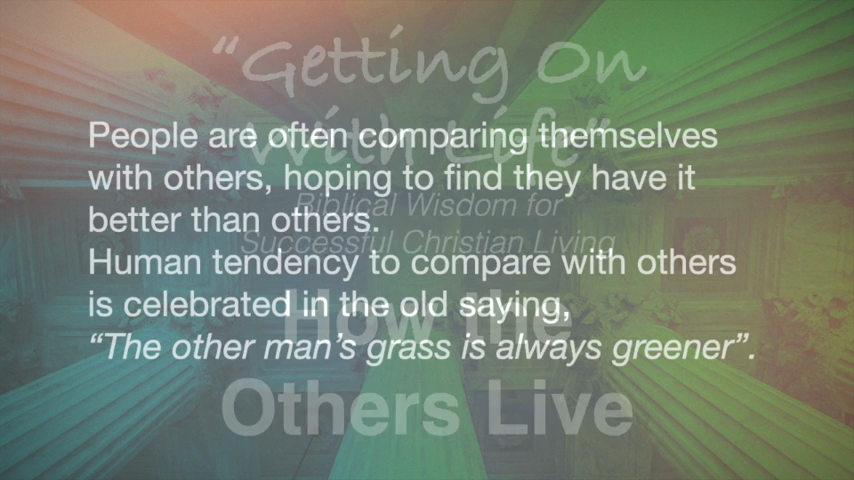 “Getting On
With Life”
Biblical Wisdom for
Successful Christian Living
How the
Others Live
People are often comparing themselves
with others, hoping to find they have it
better than others.
Human tendency to compare with others
is celebrated in the old saying,
“The other man’s grass is always greener”.